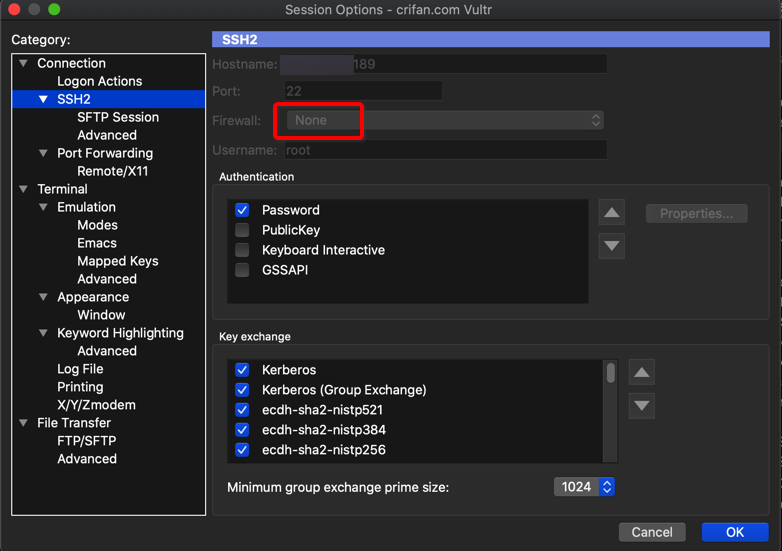 Session Options - crifan.com Vultr
Category:
Connection
Logon Actions
SSH2
SFTP Session
Advanced
Port Forwarding
Remote/X11
Terminal
Emulation
Modes
Emacs
Mapped Keys
Advanced
Appearance
Window
Keyword Highlighting
Advanced
Log File
Printing
X/Y/Zmodem
File Transfer
FTP/SFTP
Advanced
SSH2
Hostname: 189
Port: 22
Firewall: None
Username: root
Authentication
Password
PublicKey
Keyboard Interactive
GSSAPI
Properties...
Key exchange
Kerberos
Kerberos (Group Exchange)
ecdh-sha2-nistp521
ecdh-sha2-nistp384
ecdh-sha2-nistp256
Minimum group exchange prime size: 1024
Cancel OK